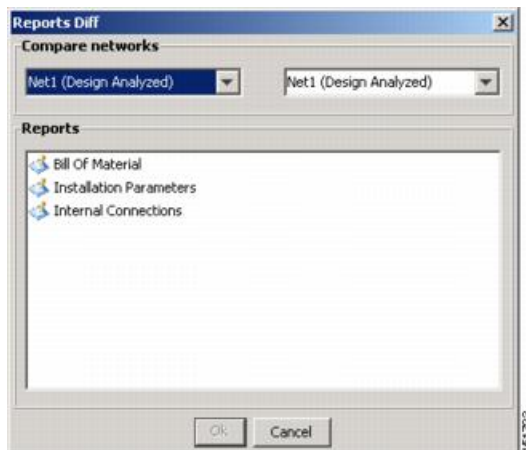 Reports Diff
Compare networks
Net1 (Design Analyzed) Net1 (Design Analyzed)
Reports
Bill Of Material
Installation Parameters
Internal Connections
Ok Cancel